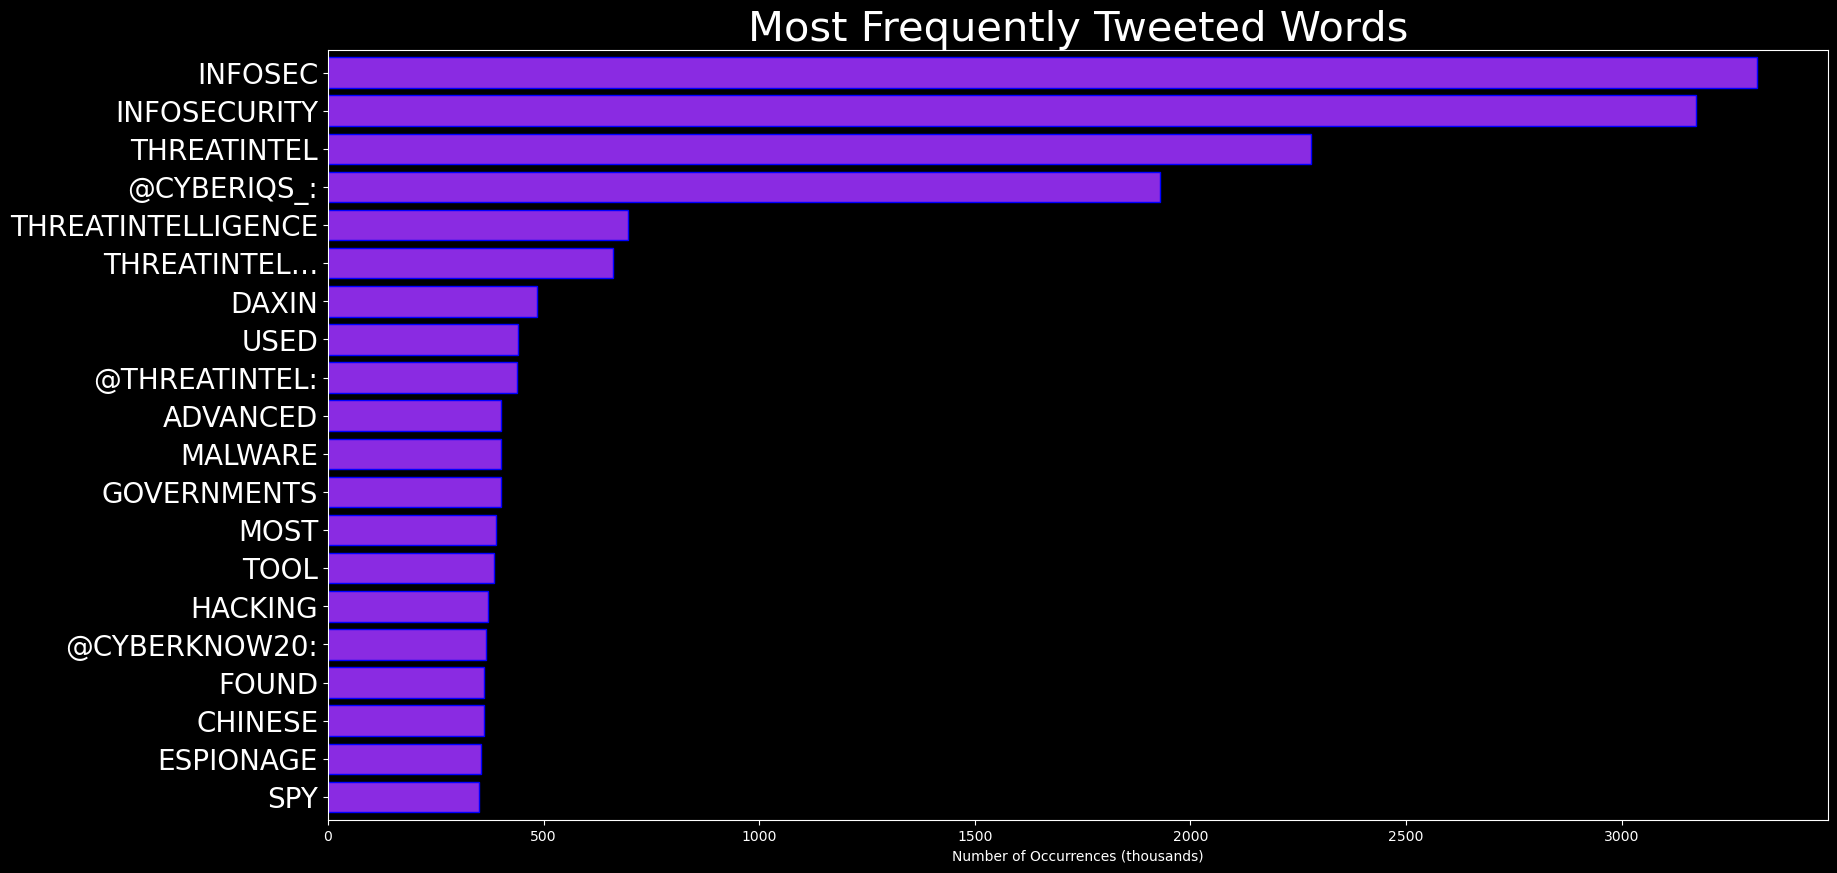 Most Frequently Tweeted Words
INFOSEC
INFOSECURITY
THREATINTEL
@CYBERIQS_:
THREATINTELLIGENCE
THREATINTEL…
DAXIN
USED
@THREATINTEL:
ADVANCED
MALWARE
GOVERNMENTS
MOST
TOOL
HACKING
@CYBERKNOW20:
FOUND
CHINESE
ESPIONAGE
SPY
0 500 1000 1500 2000 2500 3000
Number of Occurrences (thousands)